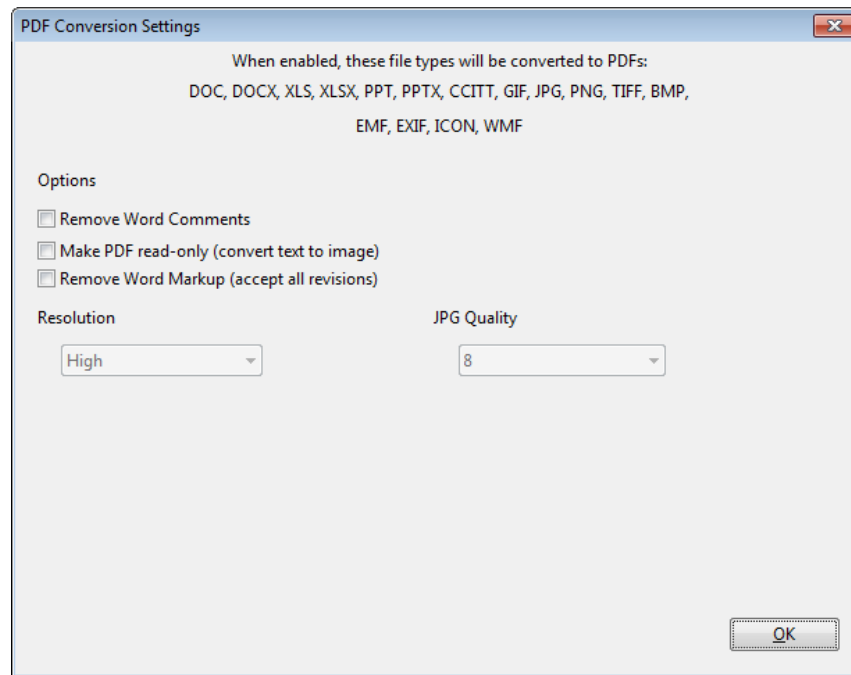 PDF Conversion Settings
When enabled, these file types will be converted to PDFs:
DOC, DOCX, XLS, XLSX, PPT, PPTX, CCITT, GIF, JPG, PNG, TIFF, BMP,
EMF, EXIF, ICON, WMF
Options
Remove Word Comments
Make PDF read-only (convert text to image)
Remove Word Markup (accept all revisions)
Resolution JPG Quality
High 8
OK